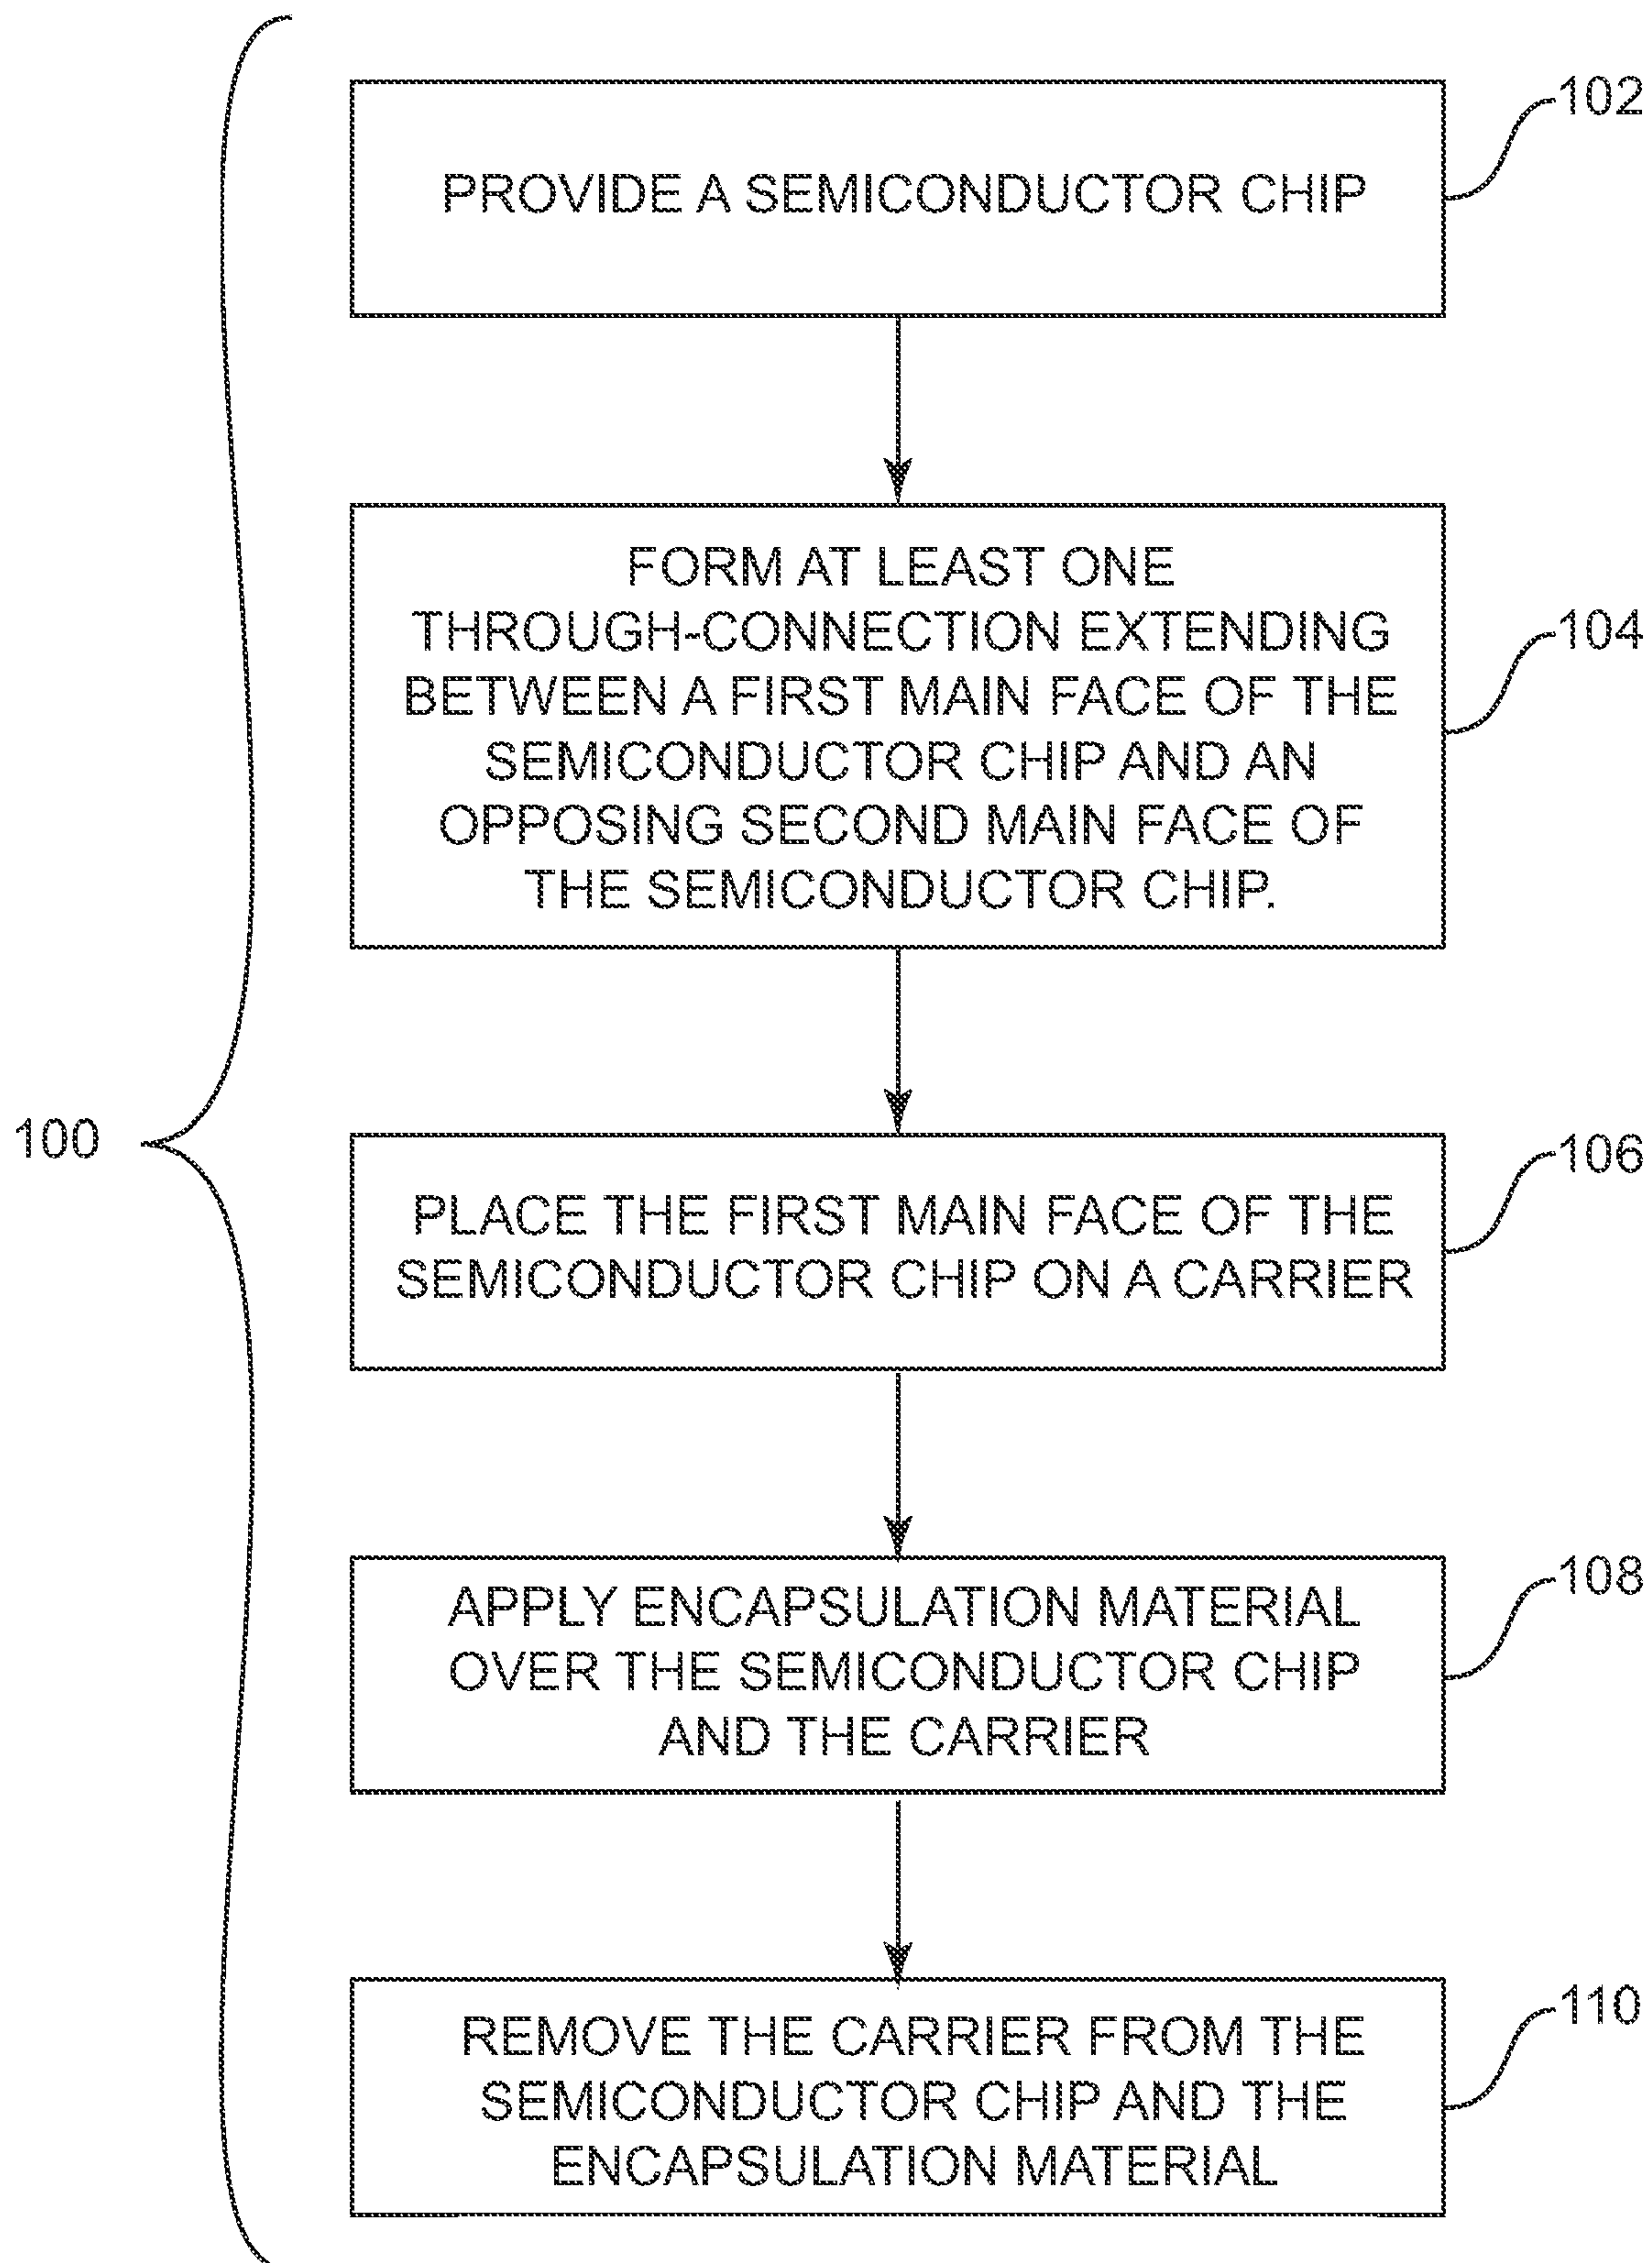 102
PROVIDE A SEMICONDUCTOR CHIP
FORM AT LEAST ONE
THROUGH-CONNECTION EXTENDING
BETWEEN A FIRST MAIN FACE OF THE
SEMICONDUCTOR CHIP AND AN
OPPOSING SECOND MAIN FACE OF
THE SEMICONDUCTOR CHIP.
104
100
106
PLACE THE FIRST MAIN FACE OF THE
SEMICONDUCTOR CHIP ON A CARRIER
108
APPLY ENCAPSULATION MATERIAL
OVER THE SEMICONDUCTOR CHIP
AND THE CARRIER
110
REMOVE THE CARRIER FROM THE
SEMICONDUCTOR CHIP AND THE
ENCAPSULATION MATERIAL